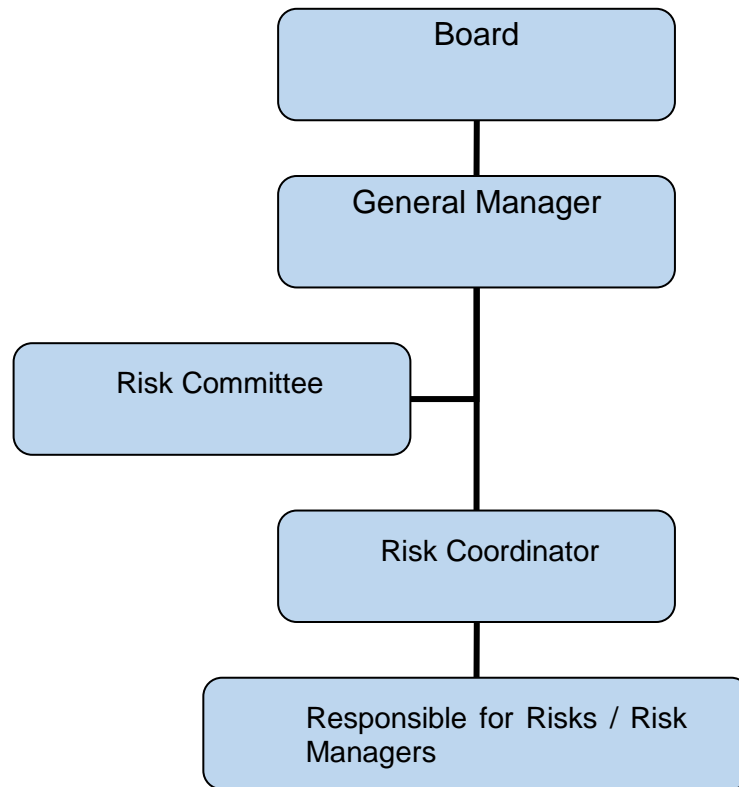 Board
General Manager
Risk Committee
Risk Coordinator
Responsible for Risks / Risk
Managers